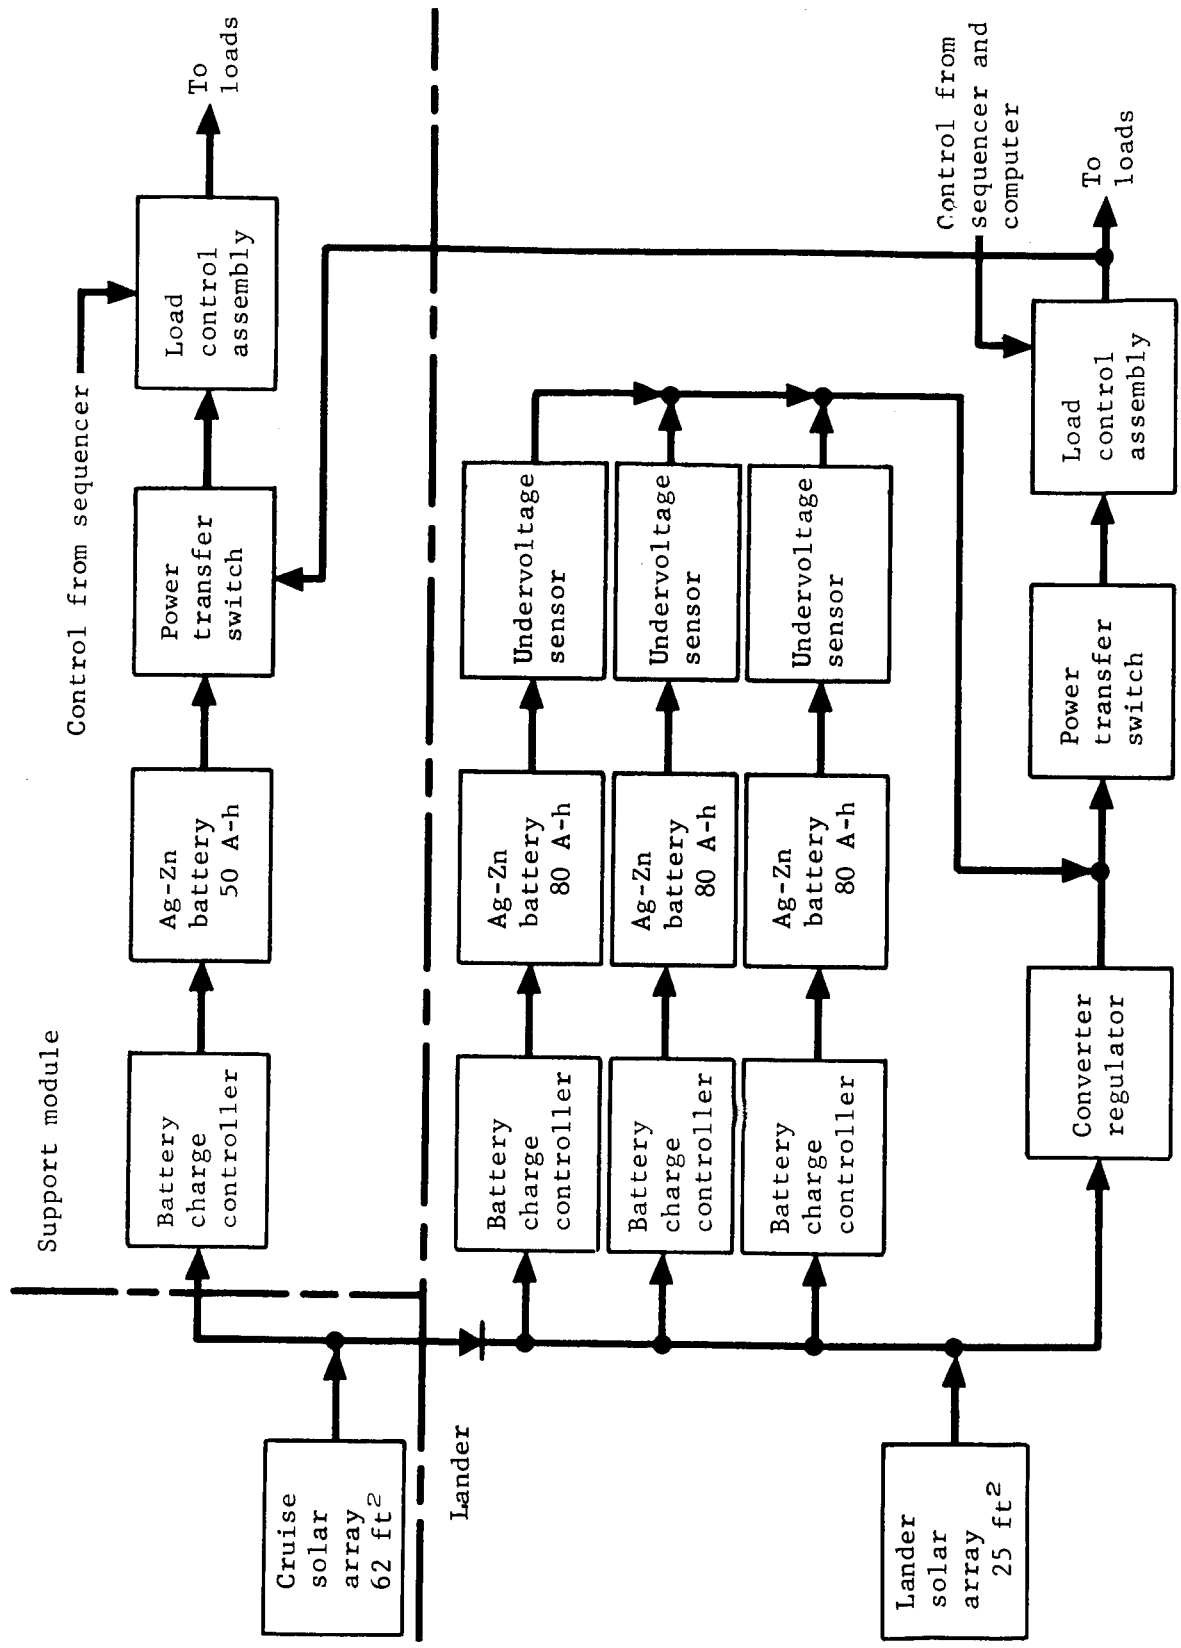 Support module
Control from sequencer
To
loads
Battery
charge
controller
Ag-Zn
battery
50 A-h
Power
transfer
switch
Load
control
assembly
Cruise
solar
array
62 ft²
Lander
Battery
charge
controller
Ag-Zn
battery
80 A-h
Undervoltage
sensor
Battery
charge
controller
Ag-Zn
battery
80 A-h
Undervoltage
sensor
Battery
charge
controller
Ag-Zn
battery
80 A-h
Undervoltage
sensor
Control from
sequencer and
computer
Lander
solar
array
25 ft²
Converter
regulator
Power
transfer
switch
Load
control
assembly
To
loads